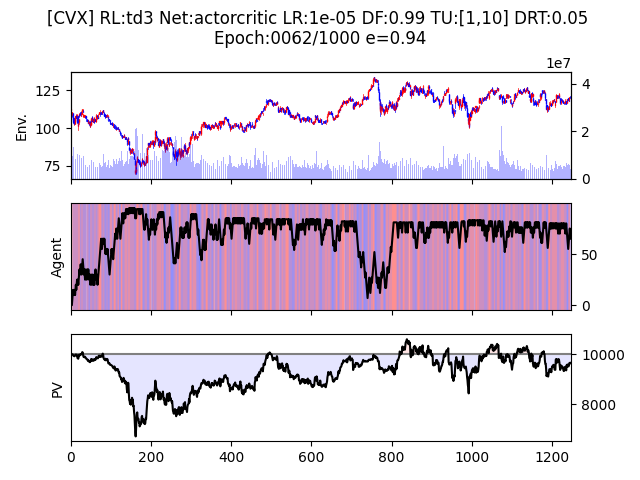 [CVX] RL:td3 Net:actorcritic LR:1e-05 DF:0.99 TU:[1,10] DRT:0.05
Epoch:0062/1000 e=0.94
1e7
125
100
75
Env.
4
2
0
Agent
50
0
PV
10000
8000
0
200
400
600
800
1000
1200